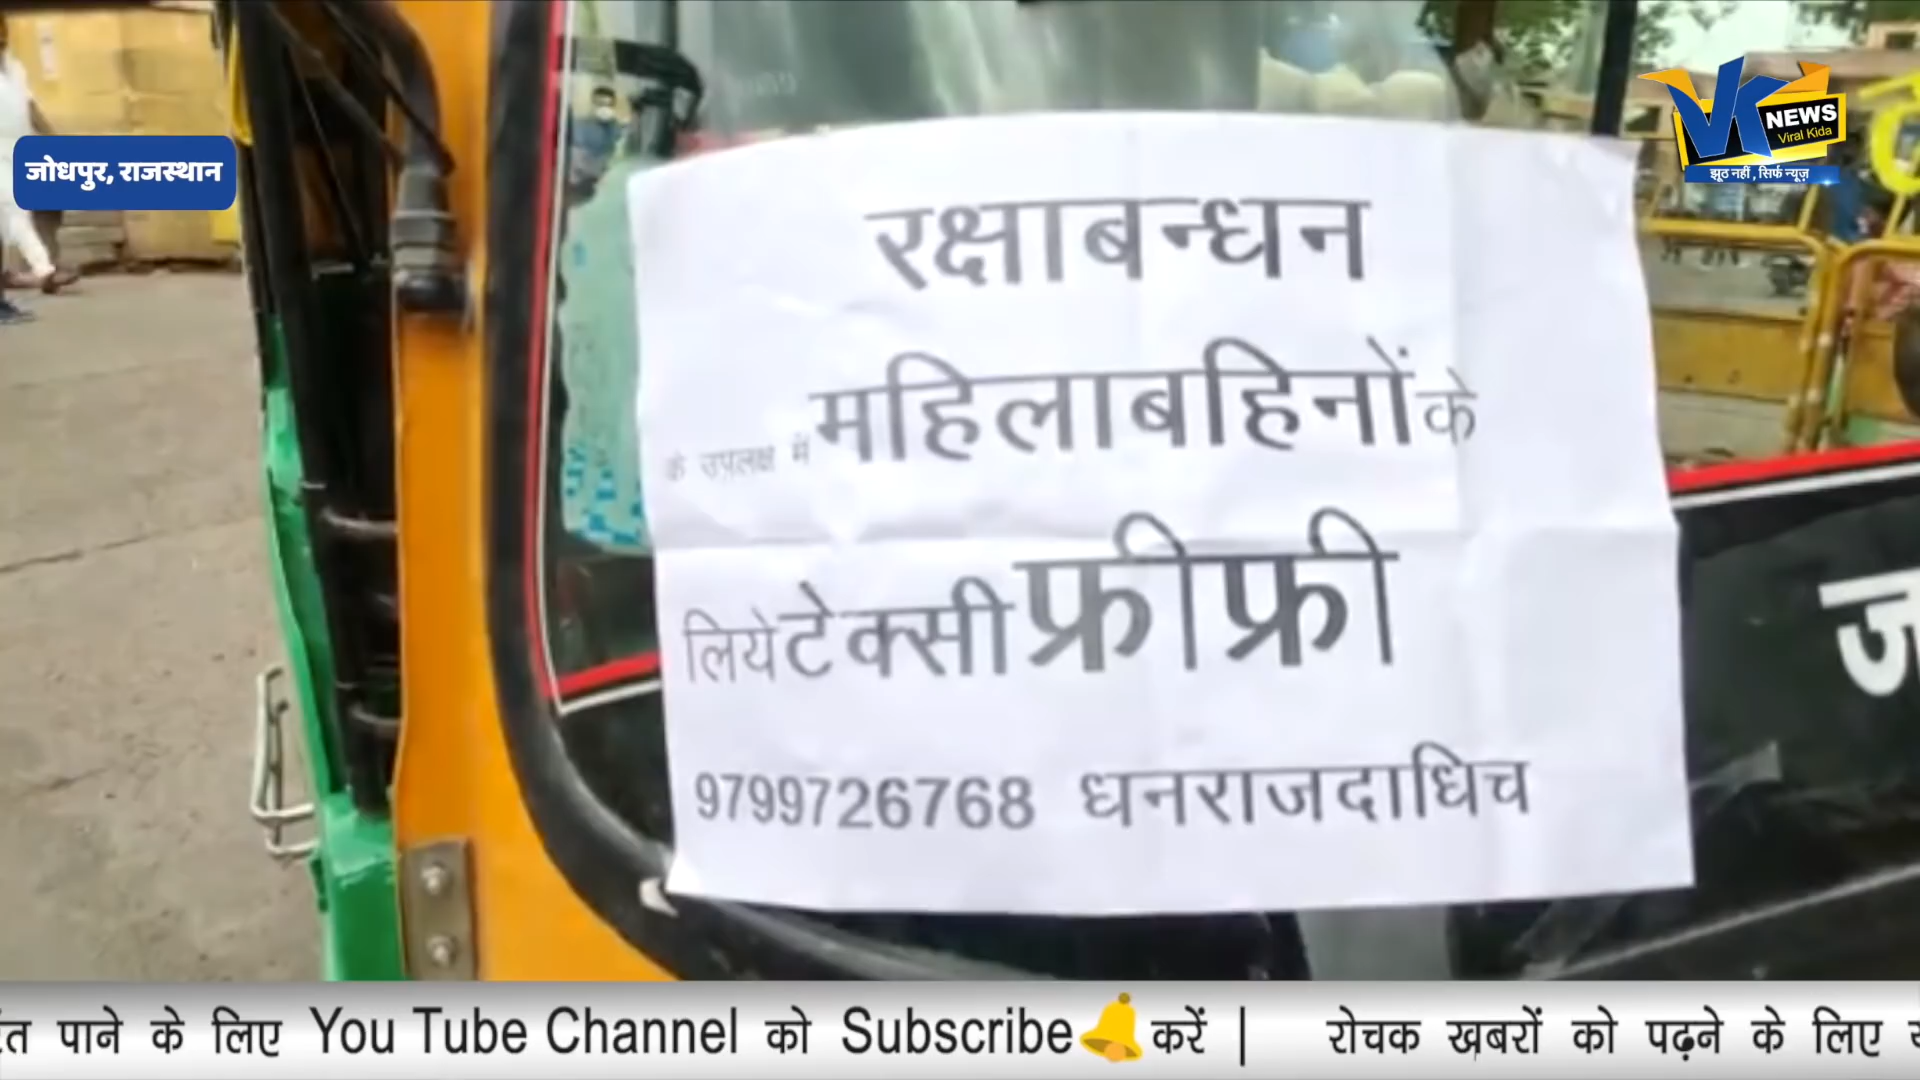 NEWS
Viral Kida
झूठ नहीं, सिर्फ न्यूज़
जोधपुर, राजस्थान
रक्षाबन्धन
के उपलक्ष में महिलाबहिनों के
लिये टेक्सी फ्री फ्री
9799726768 धनराजदाधिच
पाने के लिए You Tube Channel को Subscribe करें | रोचक ख़बरों को पढ़ने के लिए